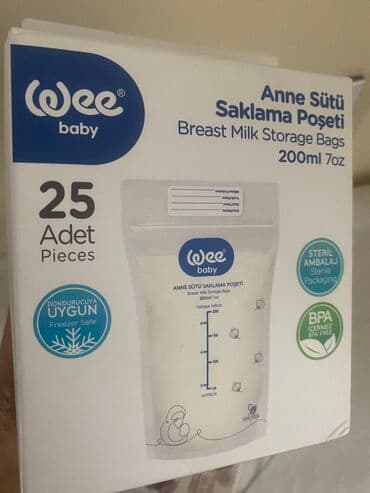 Wee®
baby
Anne Sütü
Saklama Poşeti
Breast Milk Storage Bags
200ml 7oz
25
Adet
Pieces
DONDURUCUYA
UYGUN
Freezer Safe
STERİL
AMBALAJ
Sterile
Packaging
BPA
İÇERMEZ
BPA FREE
Wee
baby
ANNE SÜTÜ SAKLAMA POŞETİ
Breast Milk Storage Bags
200ml 7oz